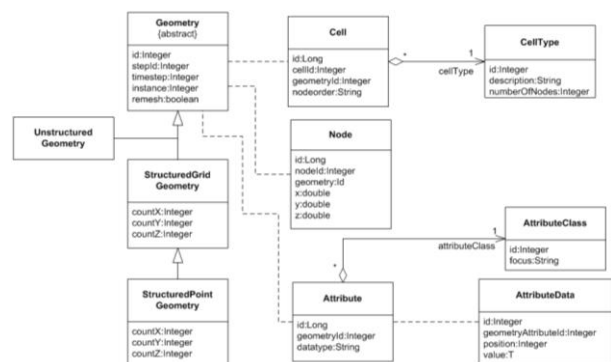 Geometry
{abstract}
id:Integer
stepId:Integer
timestep:Integer
instance:Integer
remesh:boolean
Cell
id:Long
cellId:Integer
geometryId:Integer
nodeorder:String
*
1
cellType
CellType
id:Integer
description:String
numberOfNodes:Integer
Unstructured
Geometry
Node
id:Long
nodeId:Integer
geometry:Id
x:double
y:double
z:double
StructuredGrid
Geometry
countX:Integer
countY:Integer
countZ:Integer
AttributeClass
id:Integer
focus:String
1
attributeClass
*
StructuredPoint
Geometry
countX:Integer
countY:Integer
countZ:Integer
Attribute
id:Long
geometryId:Integer
datatype:String
AttributeData
id:Integer
geometryAttributeId:Integer
position:Integer
value:T